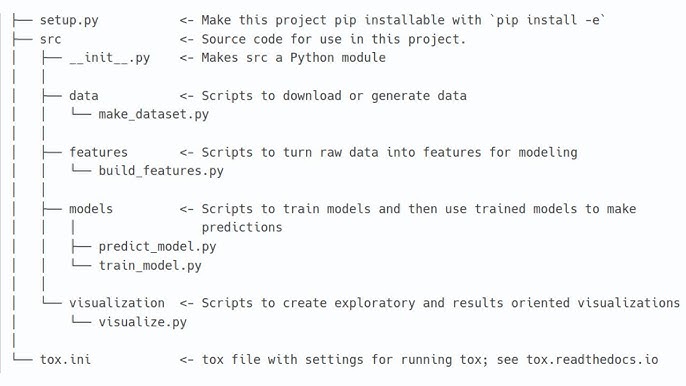 ├── setup.py           <- Make this project pip installable with `pip install -e`
├── src                <- Source code for use in this project.
│   ├── __init__.py    <- Makes src a Python module
│   │
│   ├── data           <- Scripts to download or generate data
│   │   └── make_dataset.py
│   │
│   ├── features       <- Scripts to turn raw data into features for modeling
│   │   └── build_features.py
│   │
│   ├── models         <- Scripts to train models and then use trained models to make
│   │   │                 predictions
│   │   ├── predict_model.py
│   │   └── train_model.py
│   │
│   └── visualization  <- Scripts to create exploratory and results oriented visualizations
│       └── visualize.py
│
└── tox.ini            <- tox file with settings for running tox; see tox.readthedocs.io